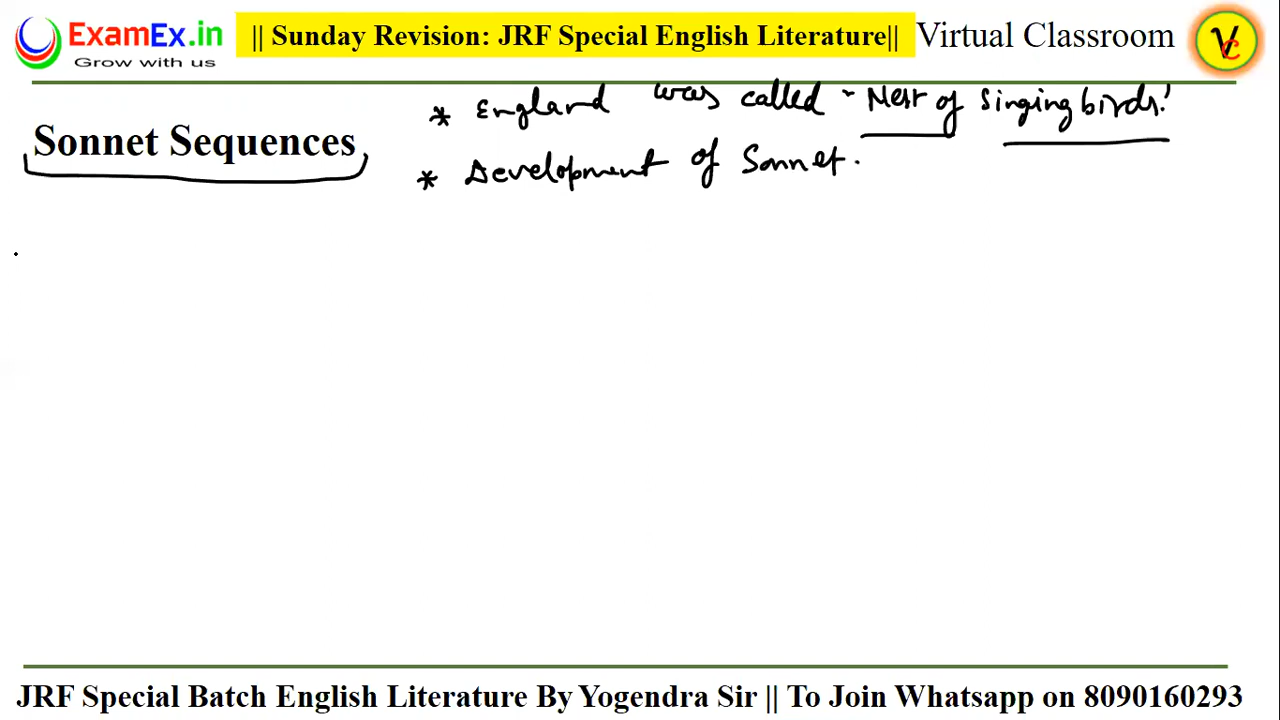 ExamEx.in
Grow with us
|| Sunday Revision: JRF Special English Literature||
Virtual Classroom
VC
* England was called - Nest of Singing birds!
Sonnet Sequences
* Development of Sonnet.
JRF Special Batch English Literature By Yogendra Sir || To Join Whatsapp on 8090160293